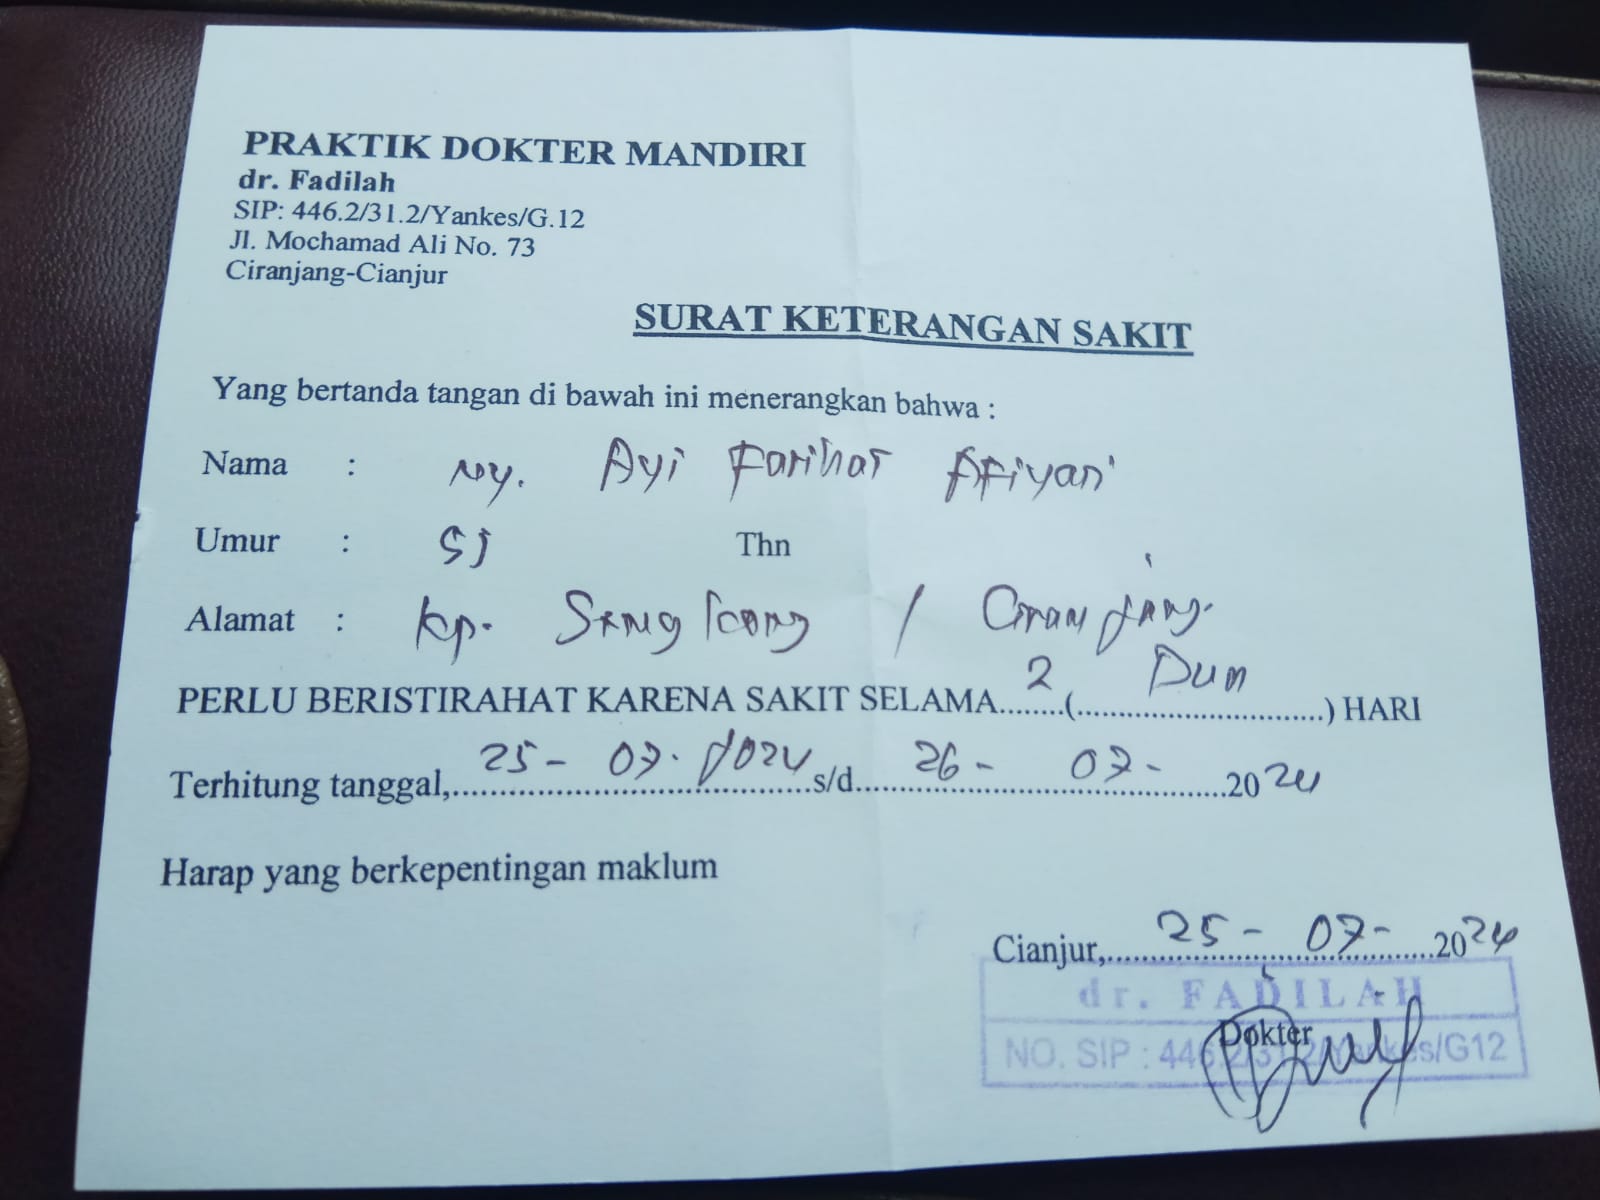 PRAKTIK DOKTER MANDIRI
dr. Fadilah
SIP: 446.2/31.2/Yankes/G.12
Jl. Mochamad Ali No. 73
Ciranjang-Cianjur
SURAT KETERANGAN SAKIT
Yang bertanda tangan di bawah ini menerangkan bahwa :
Nama : Ny. Ayi Farihat Afiyani
Umur : Thn
Alamat : Kp. / Ciranjang
PERLU BERISTIRAHAT KARENA SAKIT SELAMA........2(..............................Dua) HARI
Terhitung tanggal, 25 - 07 - 2024 s/d 26 - 07 - 2024
Harap yang berkepentingan maklum
Cianjur, 25 - 07 - 2024
dr. FADILAH
Dokter
NO. SIP : 446.2/31.2/Yankes/G12